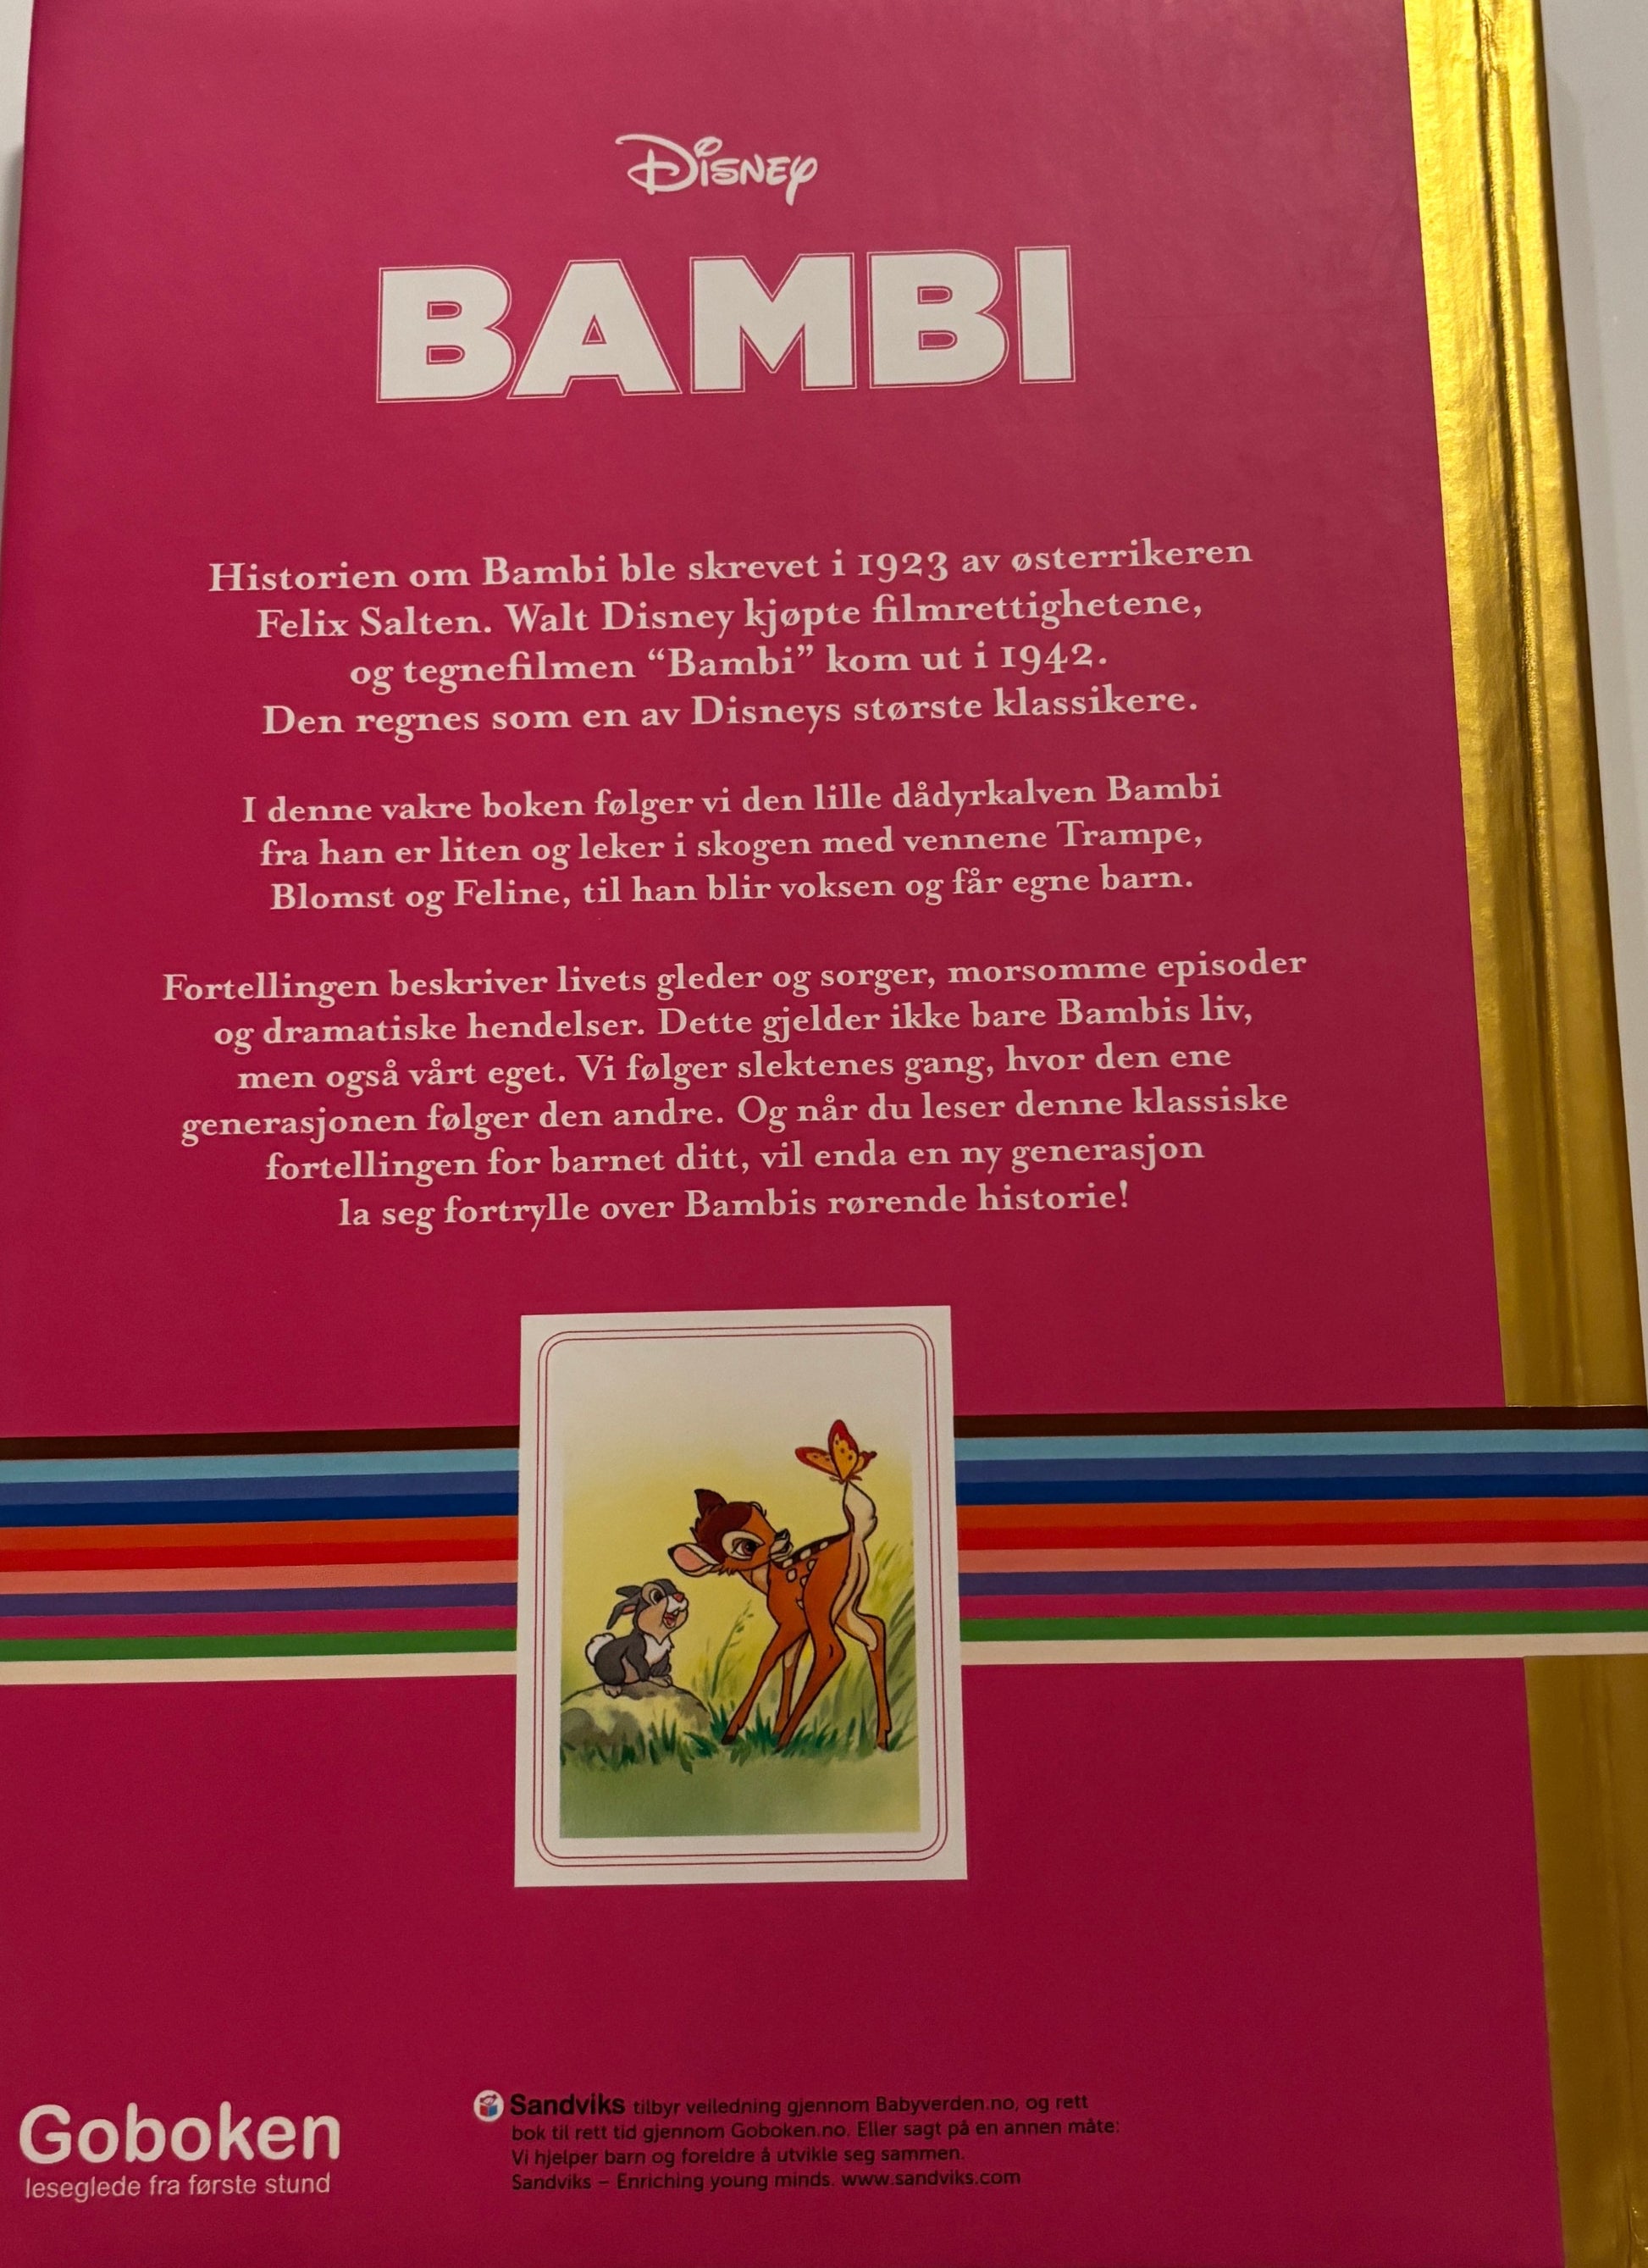 Disney
BAMBI
Historien om Bambi ble skrevet i 1923 av østerrikeren
Felix Salten. Walt Disney kjøpte filmrettighetene,
og tegnefilmen “Bambi” kom ut i 1942.
Den regnes som en av Disneys største klassikere.
I denne vakre boken følger vi den lille dådyrkalven Bambi
fra han er liten og leker i skogen med vennene Trampe,
Blomst og Feline, til han blir voksen og får egne barn.
Fortellingen beskriver livets gleder og sorger, morsomme episoder
og dramatiske hendelser. Dette gjelder ikke bare Bambis liv,
men også vårt eget. Vi følger slektenes gang, hvor den ene
generasjonen følger den andre. Og når du leser denne klassiske
fortellingen for barnet ditt, vil enda en ny generasjon
la seg fortrylle over Bambis rørende historie!
Goboken
leseglede fra første stund
Sandviks tilbyr veiledning gjennom Babyverden.no, og rett
bok til rett tid gjennom Goboken.no. Eller sagt på en annen måte:
Vi hjelper barn og foreldre å utvikle seg sammen.
Sandviks – Enriching young minds. www.sandviks.com